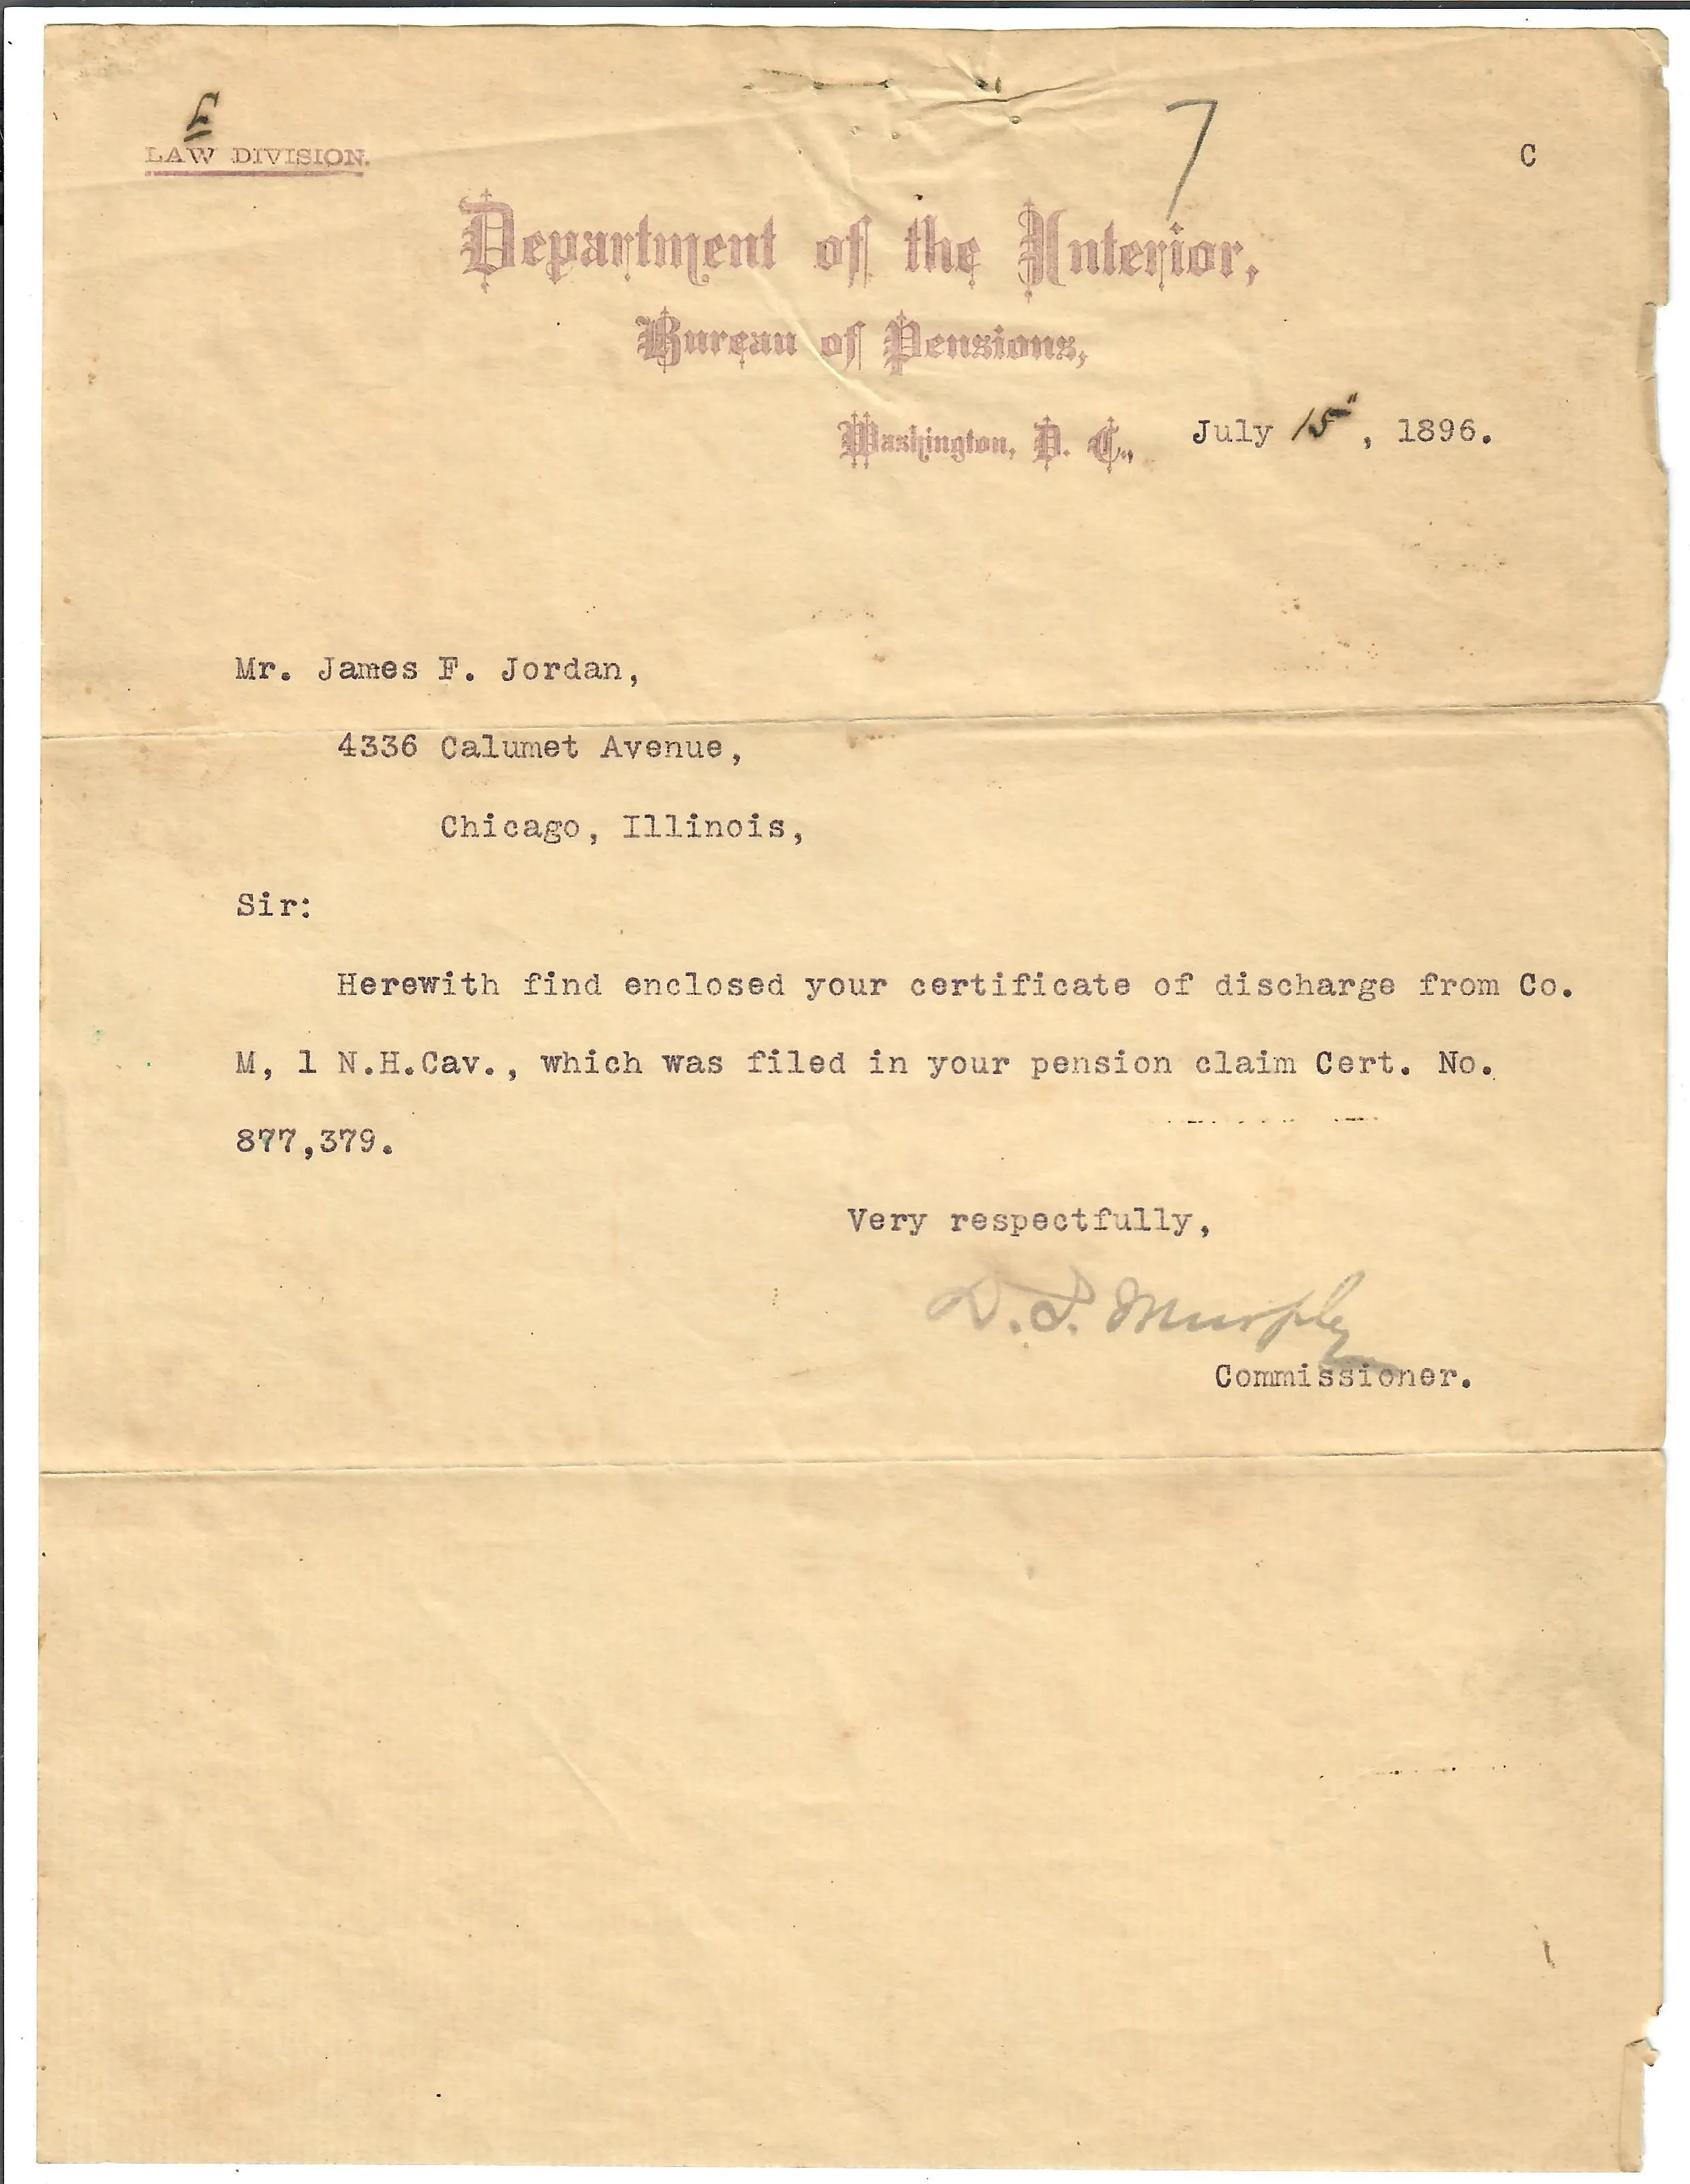 LAW DIVISION.
7
C
Department of the Interior,
Bureau of Pensions,
Washington, D. C., July 15", 1896.
Mr. James F. Jordan,
4336 Calumet Avenue,
Chicago, Illinois,
Sir:
Herewith find enclosed your certificate of discharge from Co.
M, 1 N.H.Cav., which was filed in your pension claim Cert. No.
877,379.
Very respectfully,
D. I. Murphy
Commissioner.